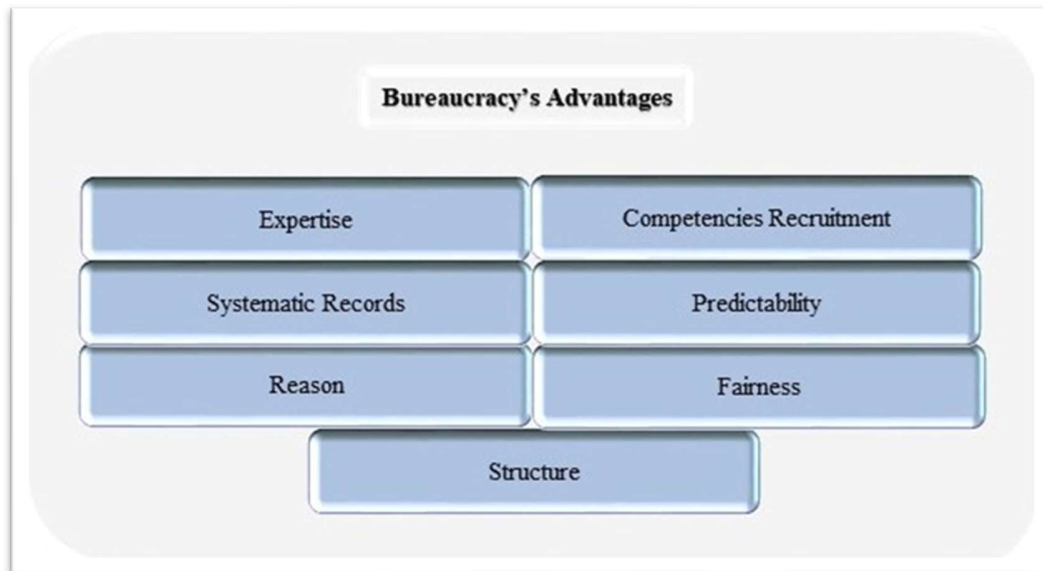 Bureaucracy's Advantages
Expertise
Competencies Recruitment
Systematic Records
Predictability
Reason
Fairness
Structure